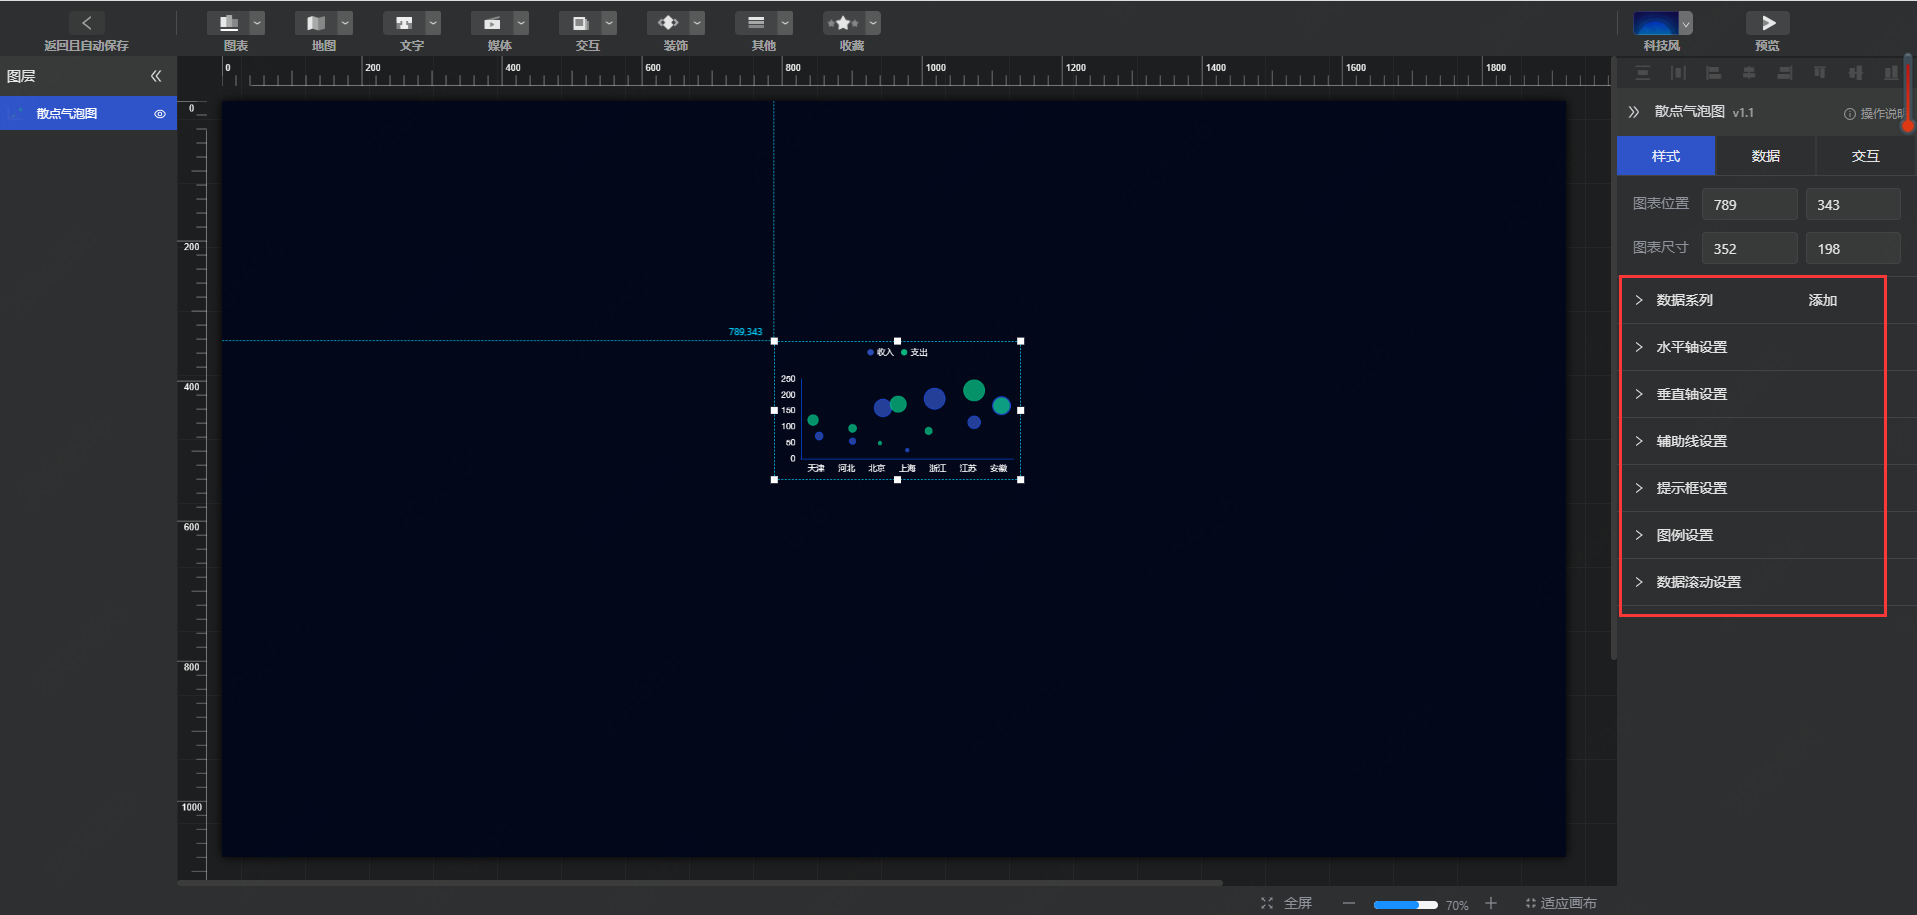 返回且自动保存
图表
地图
文字
媒体
交互
装饰
其他
收藏
科技风
预览
图层
散点气泡图
0 200 400 600 800 1000 1200 1400 1600 1800
0
200
400
600
800
1000
789,343
收入 支出
250
200
150
100
50
0
天津 河北 北京 上海 浙江 江苏 安徽
散点气泡图 v1.1
操作说明
样式 数据 交互
图表位置 789 343
图表尺寸 352 198
数据系列 添加
水平轴设置
垂直轴设置
辅助线设置
提示框设置
图例设置
数据滚动设置
全屏 70% 适应画布